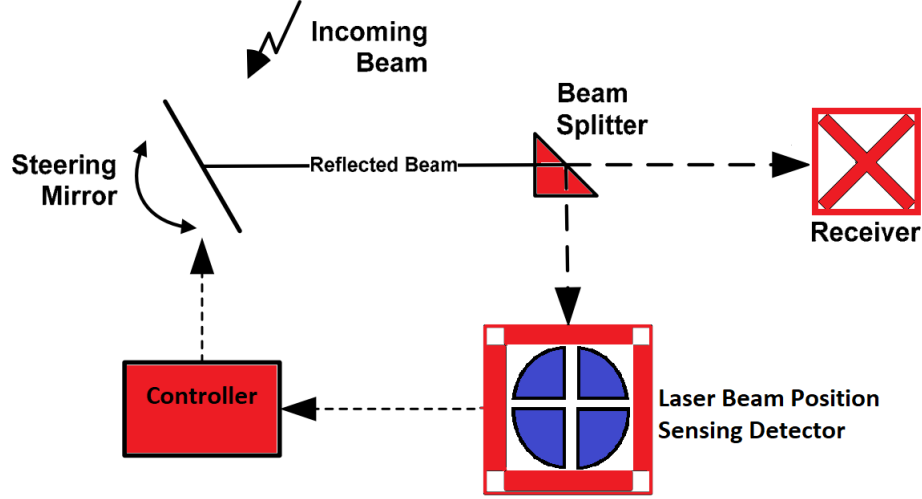 Incoming
Beam
Beam
Splitter
Steering
Mirror
Reflected Beam
Receiver
Controller
Laser Beam Position
Sensing Detector